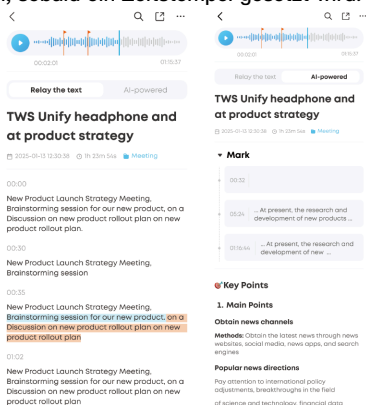 00:02:01
01:15:37
Relay the text
AI-powered
TWS Unify headphone and
at product strategy
2025-01-13 12:30:38
1h 23m 54s
Meeting
00:00
New Product Launch Strategy Meeting,
Brainstorming session for our new product, on a
Discussion on new product rollout plan on new
product rollout plan.
00:30
New Product Launch Strategy Meeting,
Brainstorming session
00:35
New Product Launch Strategy Meeting,
Brainstorming session for our new product, on a
Discussion on new product rollout plan on new
product rollout plan
01:02
New Product Launch Strategy Meeting,
Brainstorming session for our new product, on a
Discussion on new product rollout plan on new
product rollout plan
00:02:01
01:15:37
Relay the text
AI-powered
TWS Unify headphone and
at product strategy
2025-01-13 12:30:38
1h 23m 54s
Meeting
Mark
00:32
... At present, the research and
development of new products ...
01:16:44
... At present, the research and
development of new ...
Key Points
1. Main Points
Obtain news channels
Methods: Obtain the latest news through news
websites, social media, news apps, and search
engines
Popular news directions
Pay attention to international policy
adjustments, breakthroughs in the field
of science and technology, financial data